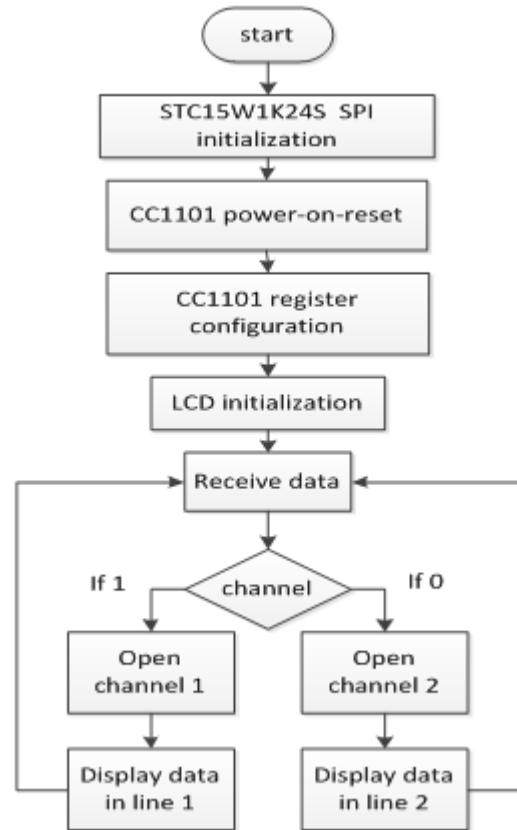 start
STC15W1K24S SPI
initialization
CC1101 power-on-reset
CC1101 register
configuration
LCD initialization
Receive data
channel
If 1
If 0
Open
channel 1
Open
channel 2
Display data
in line 1
Display data
in line 2